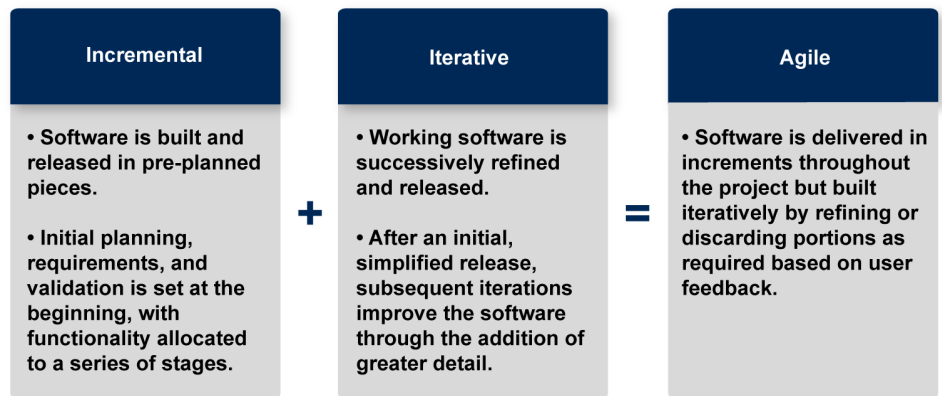 Incremental
• Software is built and
released in pre-planned
pieces.
• Initial planning,
requirements, and
validation is set at the
beginning, with
functionality allocated
to a series of stages.
+
Iterative
• Working software is
successively refined
and released.
• After an initial,
simplified release,
subsequent iterations
improve the software
through the addition of
greater detail.
=
Agile
• Software is delivered in
increments throughout
the project but built
iteratively by refining or
discarding portions as
required based on user
feedback.